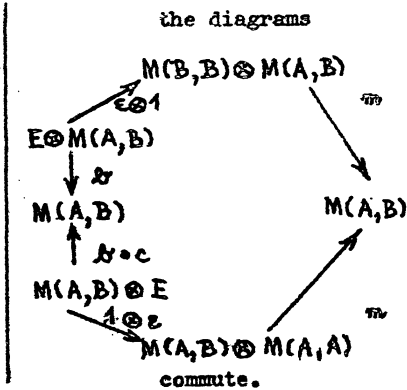 the diagrams
M(B,B)⊗M(A,B)
ε⊗1
m
E⊗M(A,B)
b
M(A,B)
M(A,B)
b∘c
M(A,B)⊗E
m
1⊗ε
M(A,B)⊗M(A,A)
commute.